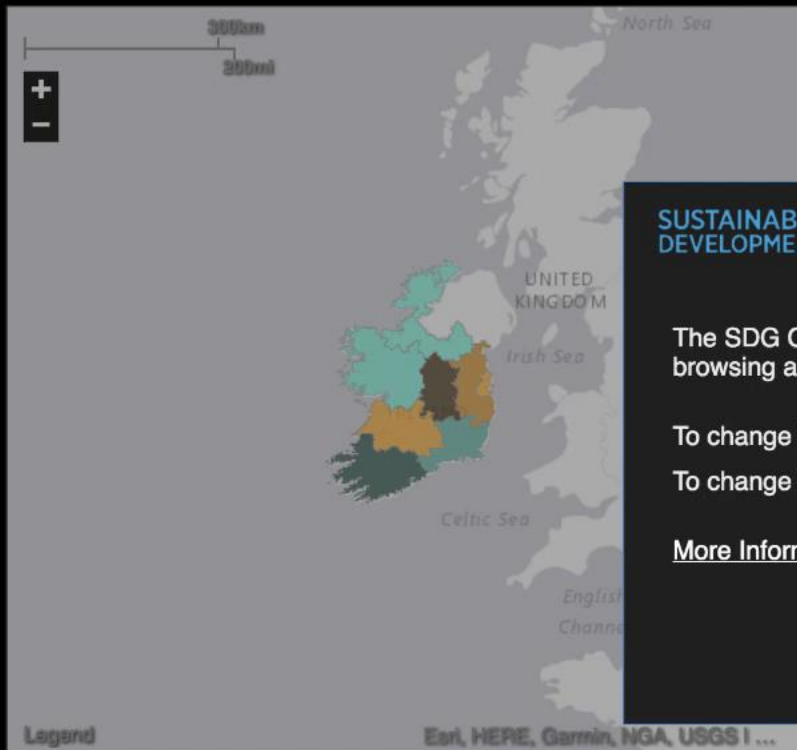 300km
200mi
+
−
North Sea
UNITED
KINGDOM
Irish Sea
Celtic Sea
English
Channe
SUSTAINAB
DEVELOPME
The SDG
browsing a
To change
To change
More Inforr
Legend
Esri, HERE, Garmin, NGA, USGS | ...